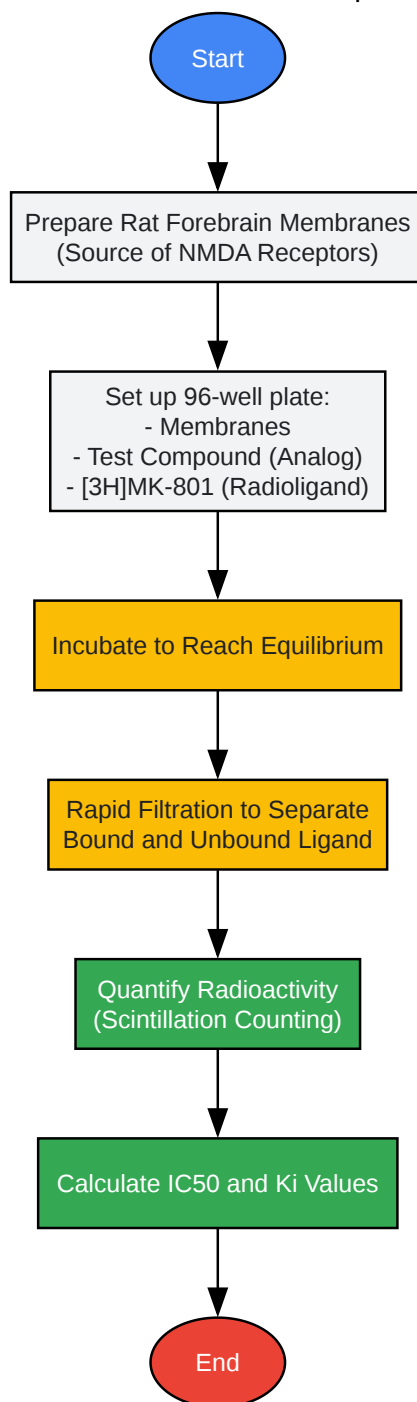 Start
Prepare Rat Forebrain Membranes
(Source of NMDA Receptors)
Set up 96-well plate:
- Membranes
- Test Compound (Analog)
- [3H]MK-801 (Radioligand)
Incubate to Reach Equilibrium
Rapid Filtration to Separate
Bound and Unbound Ligand
Quantify Radioactivity
(Scintillation Counting)
Calculate IC50 and Ki Values
End